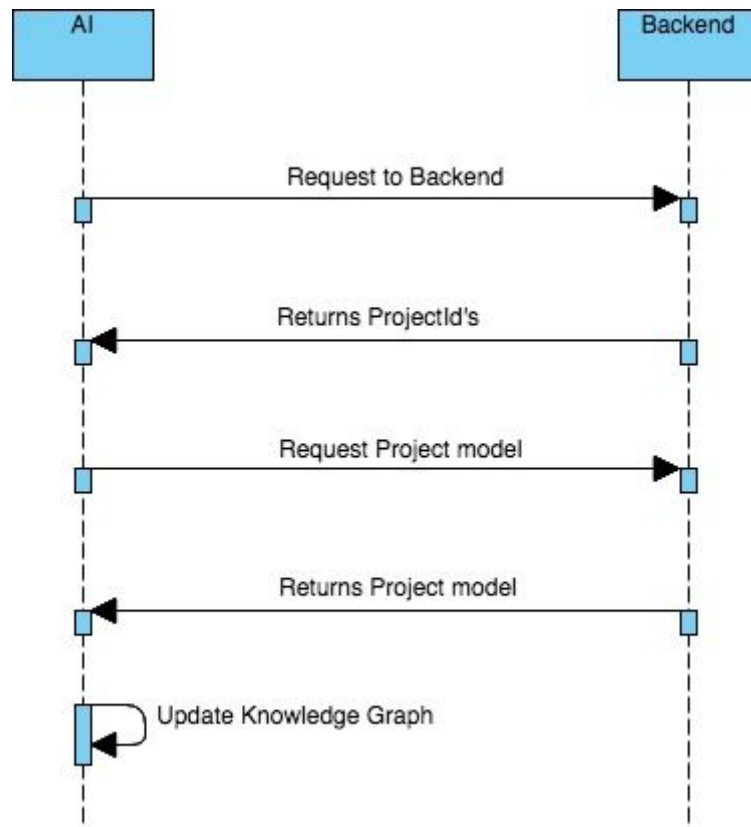 AI
Backend
Request to Backend
Returns ProjectId's
Request Project model
Returns Project model
Update Knowledge Graph